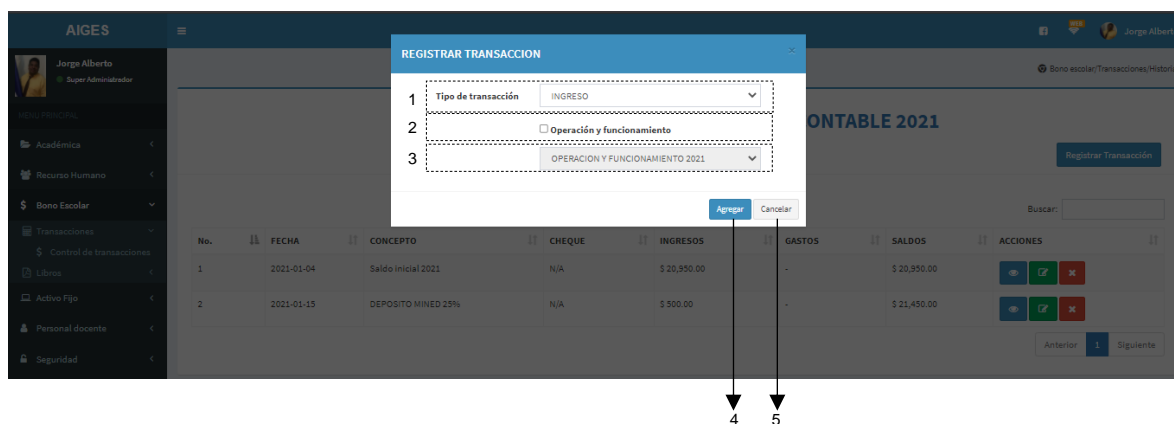 AIGES
BETA
Jorge Albert
Jorge Alberto
Super Administrador
Bono escolar/Transacciones/Histori
MENU PRINCIPAL
Académica
Recurso Humano
$ Bono Escolar
Transacciones
$ Control de transacciones
Libros
Activo Fijo
Personal docente
Seguridad
REGISTRAR TRANSACCION
×
1 Tipo de transacción INGRESO
2 Operación y funcionamiento
3 OPERACION Y FUNCIONAMIENTO 2021
Agregar Cancelar
ONTABLE 2021
Registrar Transacción
Buscar:
No. FECHA CONCEPTO CHEQUE INGRESOS GASTOS SALDOS ACCIONES
1 2021-01-04 Saldo Inicial 2021 N/A $ 20,950.00 - $ 20,950.00
2 2021-01-15 DEPOSITO MINED 25% N/A $ 500.00 - $ 21,450.00
Anterior 1 Siguiente
4 5